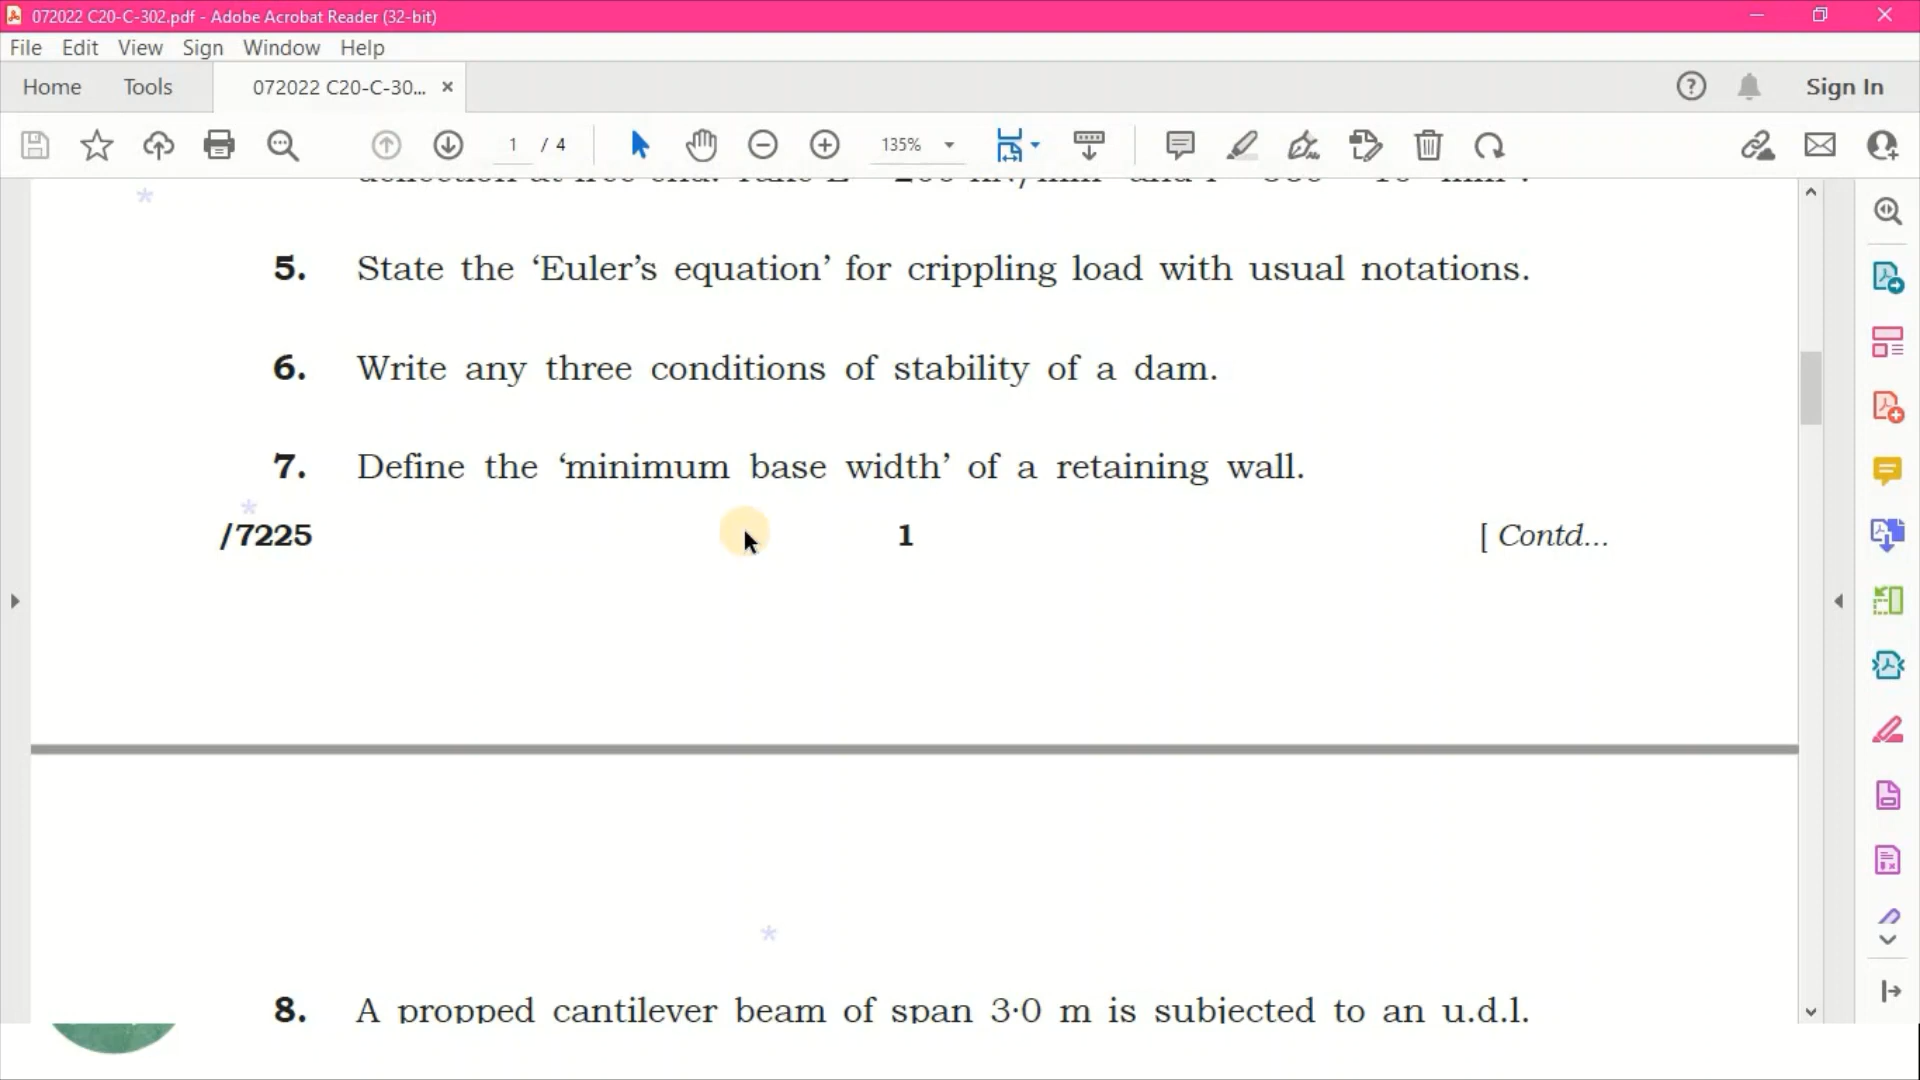 072022 C20-C-302.pdf - Adobe Acrobat Reader (32-bit)
File Edit View Sign Window Help
Home Tools 072022 C20-C-30... Sign In
1 / 4 135%
5. State the ‘Euler’s equation’ for crippling load with usual notations.
6. Write any three conditions of stability of a dam.
7. Define the ‘minimum base width’ of a retaining wall.
/7225 1 [ Contd...
8. A propped cantilever beam of span 3·0 m is subjected to an u.d.l.